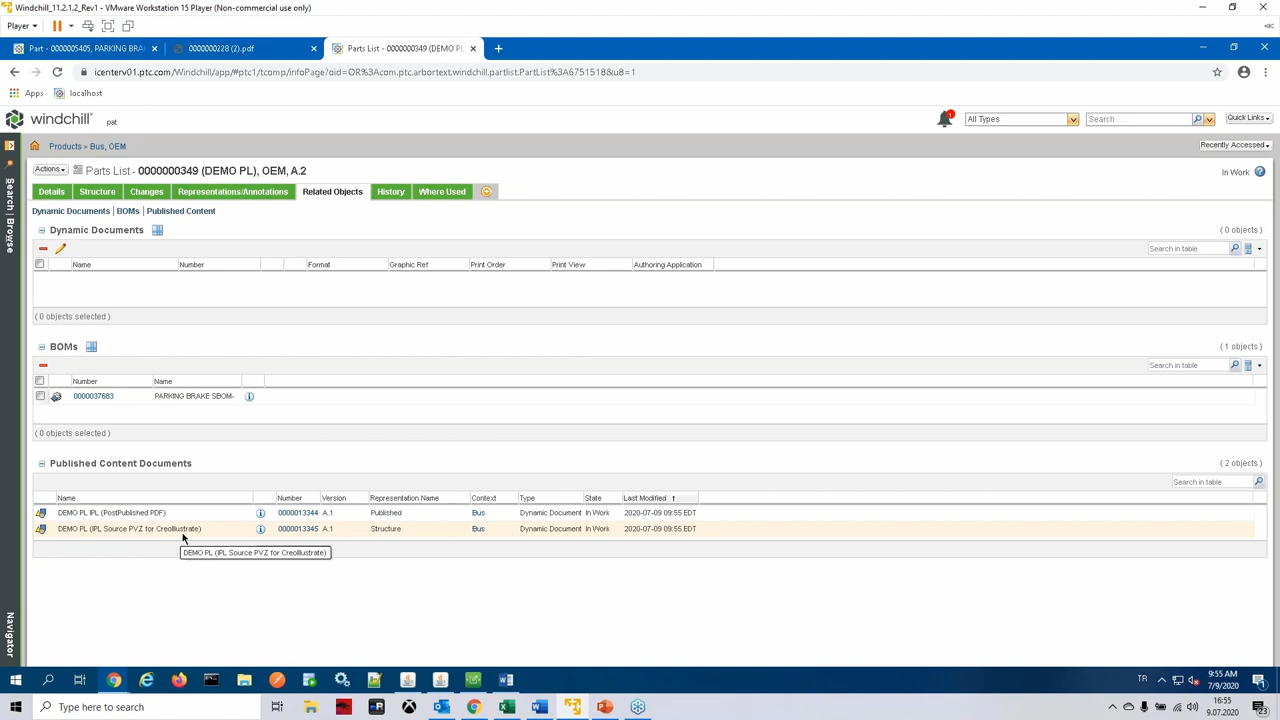 Windchill_11.2.1.2_Rev1 - VMware Workstation 15 Player (Non-commercial use only)
Player
Part - 0000005405, PARKING BRA
0000000228 (2).pdf
Parts List - 0000000349 (DEMO PL
icenterv01.ptc.com/Windchill/app/#ptc1/tcomp/infoPage?oid=OR%3Acom.ptc.arbortext.windchill.partlist.PartList%3A6751518&u8=1
Apps localhost
windchill pat
All Types Search . . . Quick Links
Products > Bus, OEM Recently Accessed
Search | Browse
Navigator
Actions Parts List - 0000000349 (DEMO PL), OEM, A.2 In Work
Details Structure Changes Representations/Annotations Related Objects History Where Used
Dynamic Documents | BOMs | Published Content
Dynamic Documents ( 0 objects )
Search in table
Name Number Format Graphic Ref Print Order Print View Authoring Application
( 0 objects selected )
BOMs ( 1 objects )
Search in table
Number Name
0000037683 PARKING BRAKE SBOM-
( 0 objects selected )
Published Content Documents ( 2 objects )
Search in table
Name Number Version Representation Name Context Type State Last Modified
DEMO PL IPL (PostPublished PDF) 0000013344 A.1 Published Bus Dynamic Document In Work 2020-07-09 09:55 EDT
DEMO PL (IPL Source PVZ for CreoIllustrate) 0000013345 A.1 Structure Bus Dynamic Document In Work 2020-07-09 09:55 EDT
DEMO PL (IPL Source PVZ for CreoIllustrate)
TR 9:55 AM
7/9/2020
1
Type here to search
16:55
9.07.2020
23